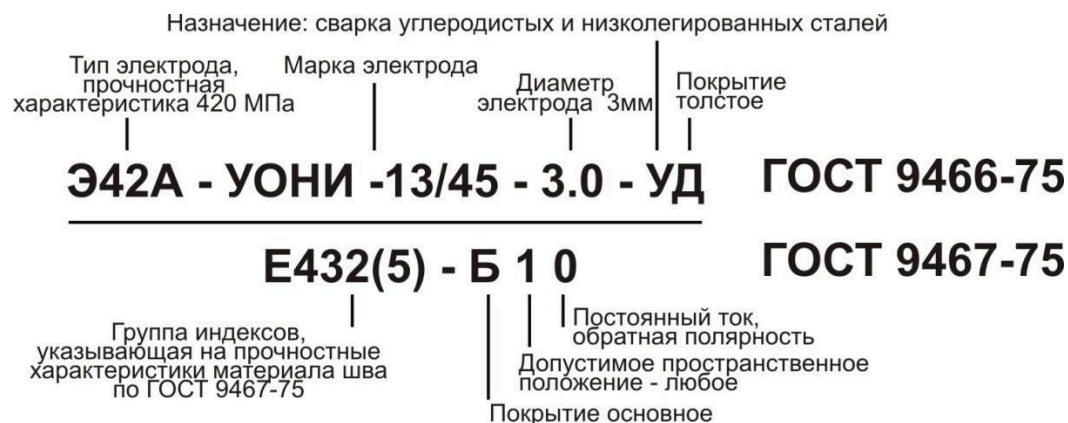 Назначение: сварка углеродистых и низколегированных сталей
Тип электрода,
прочностная
характеристика 420 МПа
Марка электрода
Диаметр
электрода 3мм
Покрытие
толстое
Э42А - УОНИ -13/45 - 3.0 - УД
ГОСТ 9466-75
Е432(5) - Б 1 0
ГОСТ 9467-75
Группа индексов,
указывающая на прочностные
характеристики материала шва
по ГОСТ 9467-75
Постоянный ток,
обратная полярность
Допустимое пространственное
положение - любое
Покрытие основное